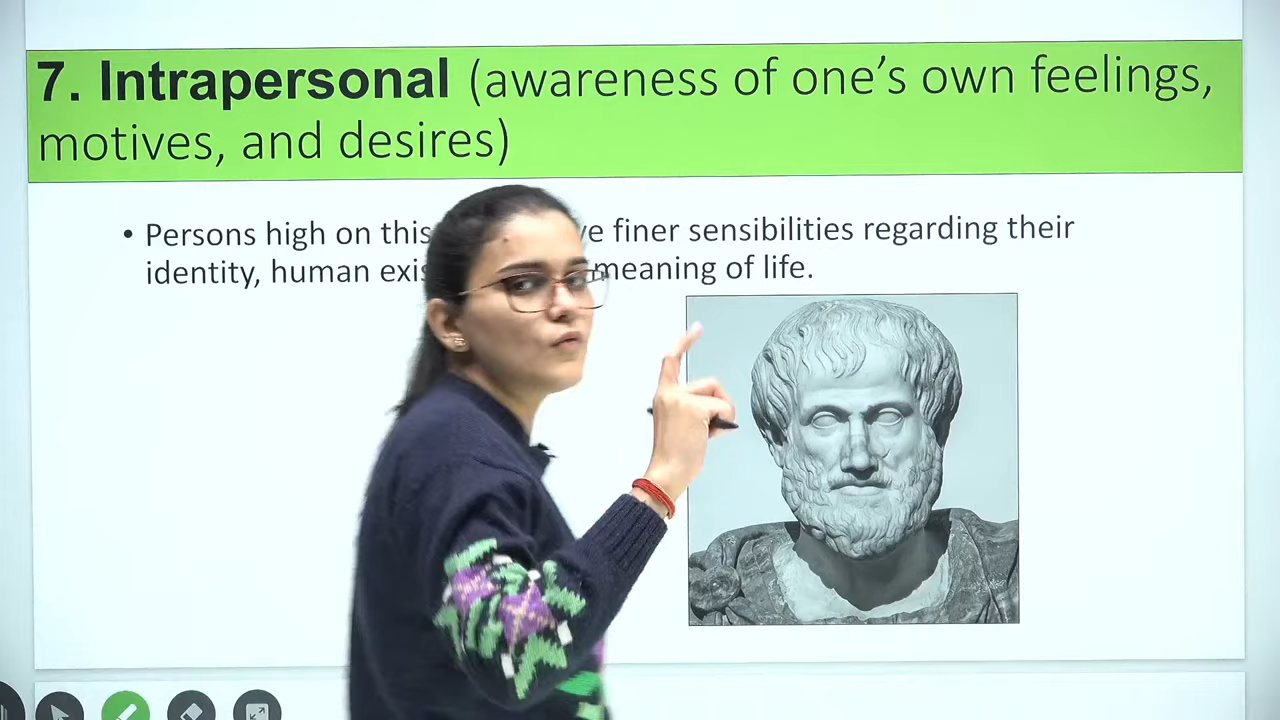 7. Intrapersonal (awareness of one’s own feelings,
motives, and desires)
• Persons high on this finer sensibilities regarding their
identity, human meaning of life.